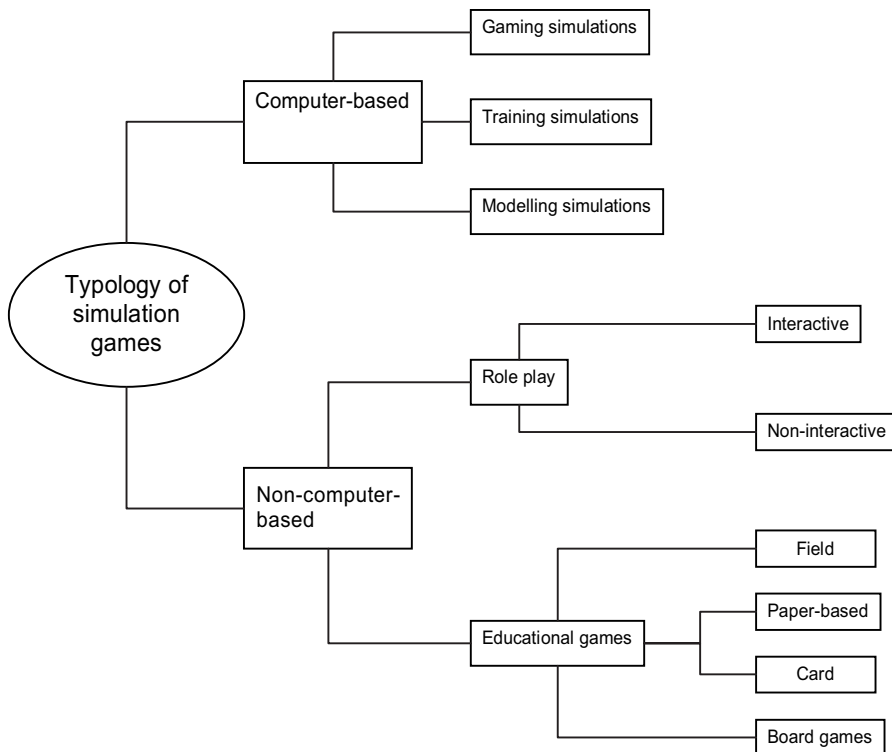 Gaming simulations
Computer-based
Training simulations
Modelling simulations
Typology of
simulation
games
Interactive
Role play
Non-interactive
Non-computer-
based
Field
Paper-based
Educational games
Card
Board games